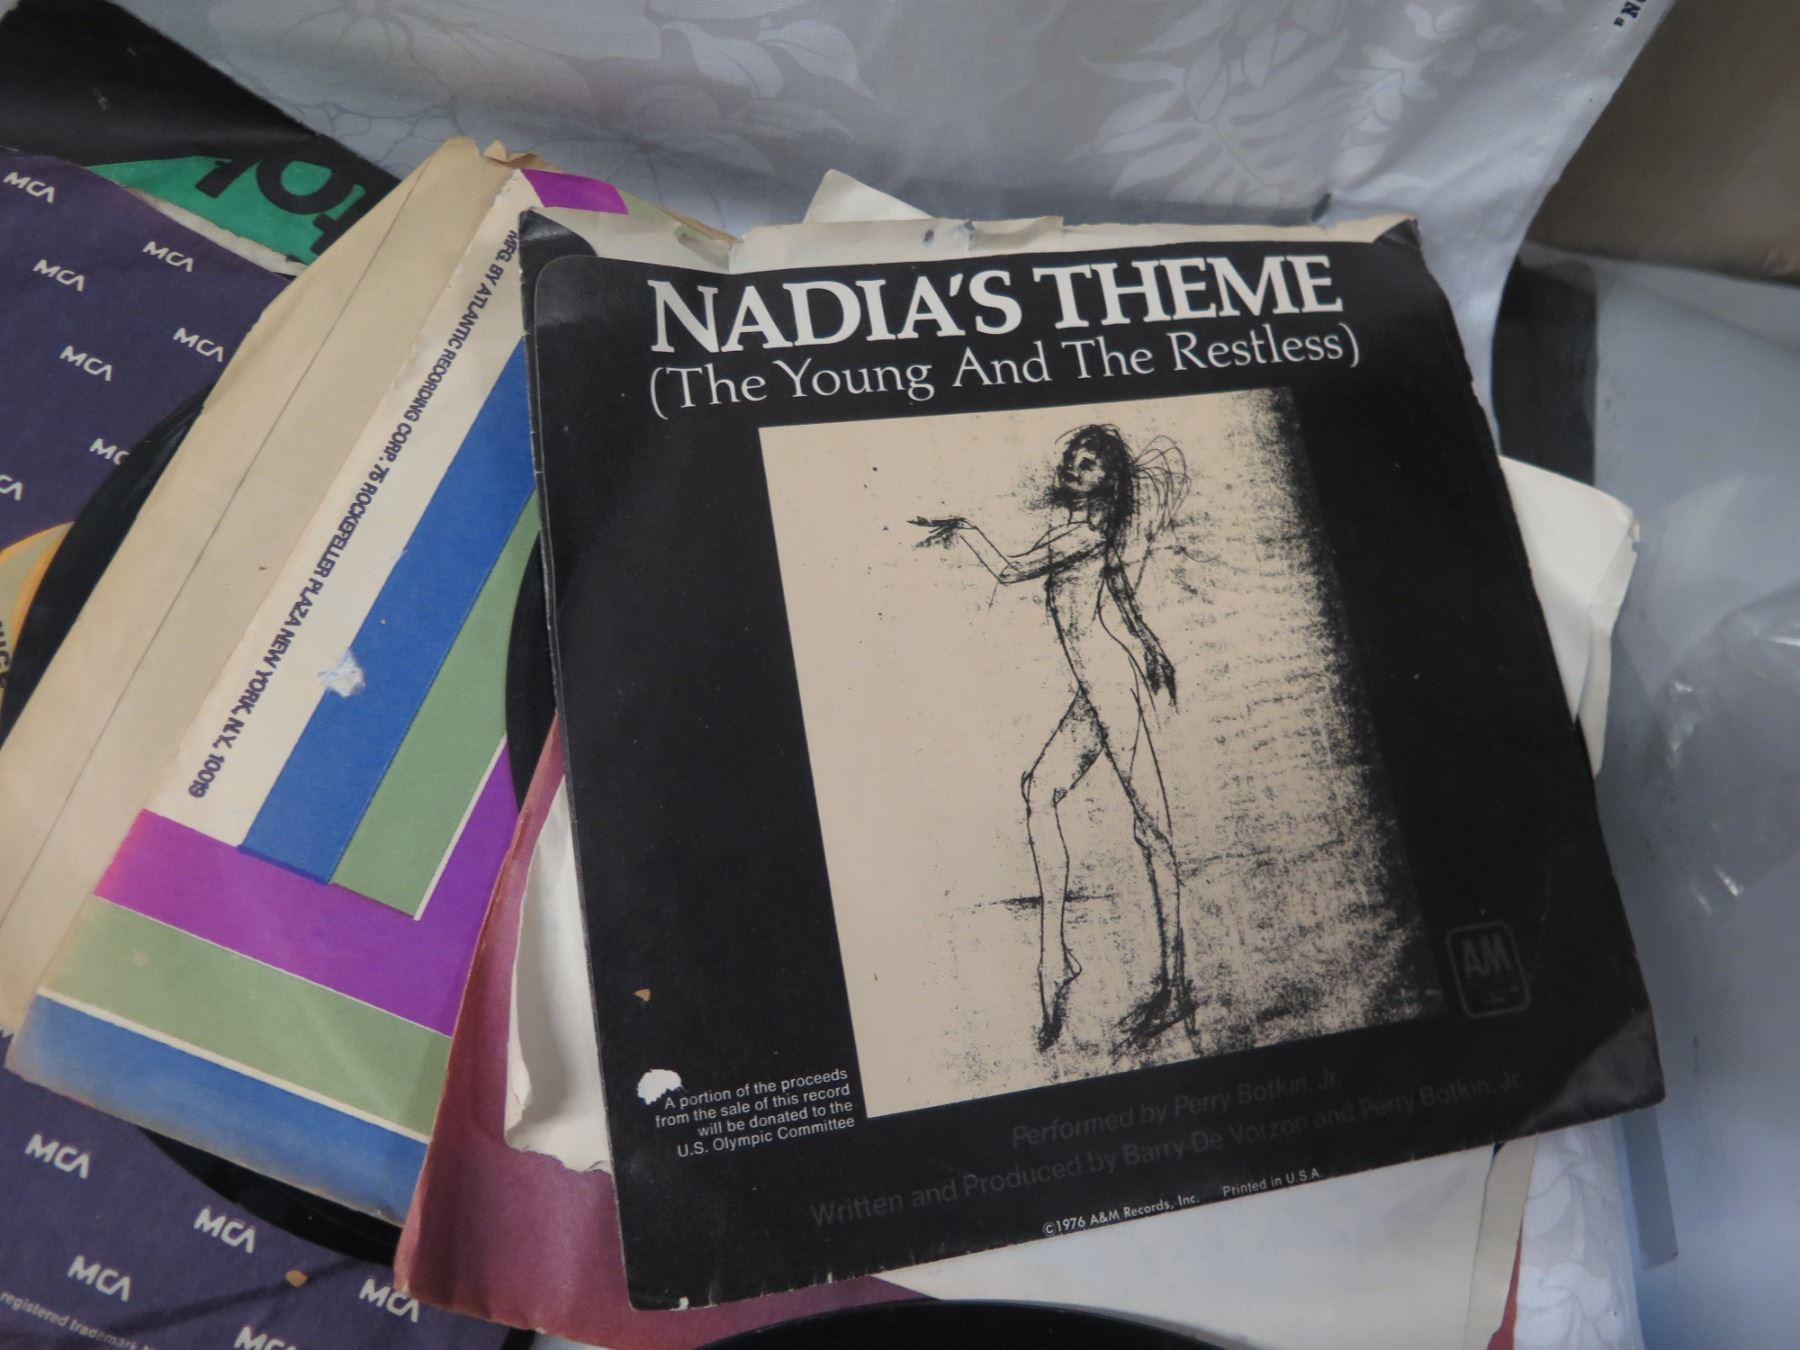 NADIA'S THEME
(The Young And The Restless)
A&M
A portion of the proceeds
from the sale of this record
will be donated to the
U.S. Olympic Committee
Performed by Perry Botkin, Jr.
Written and Produced by Barry De Vorzon and Perry Botkin, Jr.
©1976 A&M Records, Inc. Printed in U.S.A.
MFG. BY ATLANTIC RECORDING CORP. 75 ROCKEFELLER PLAZA NEW YORK, N.Y. 10019
MCA
MCA
MCA
MCA
MCA
MCA
MCA
MCA
MCA
registered trademark